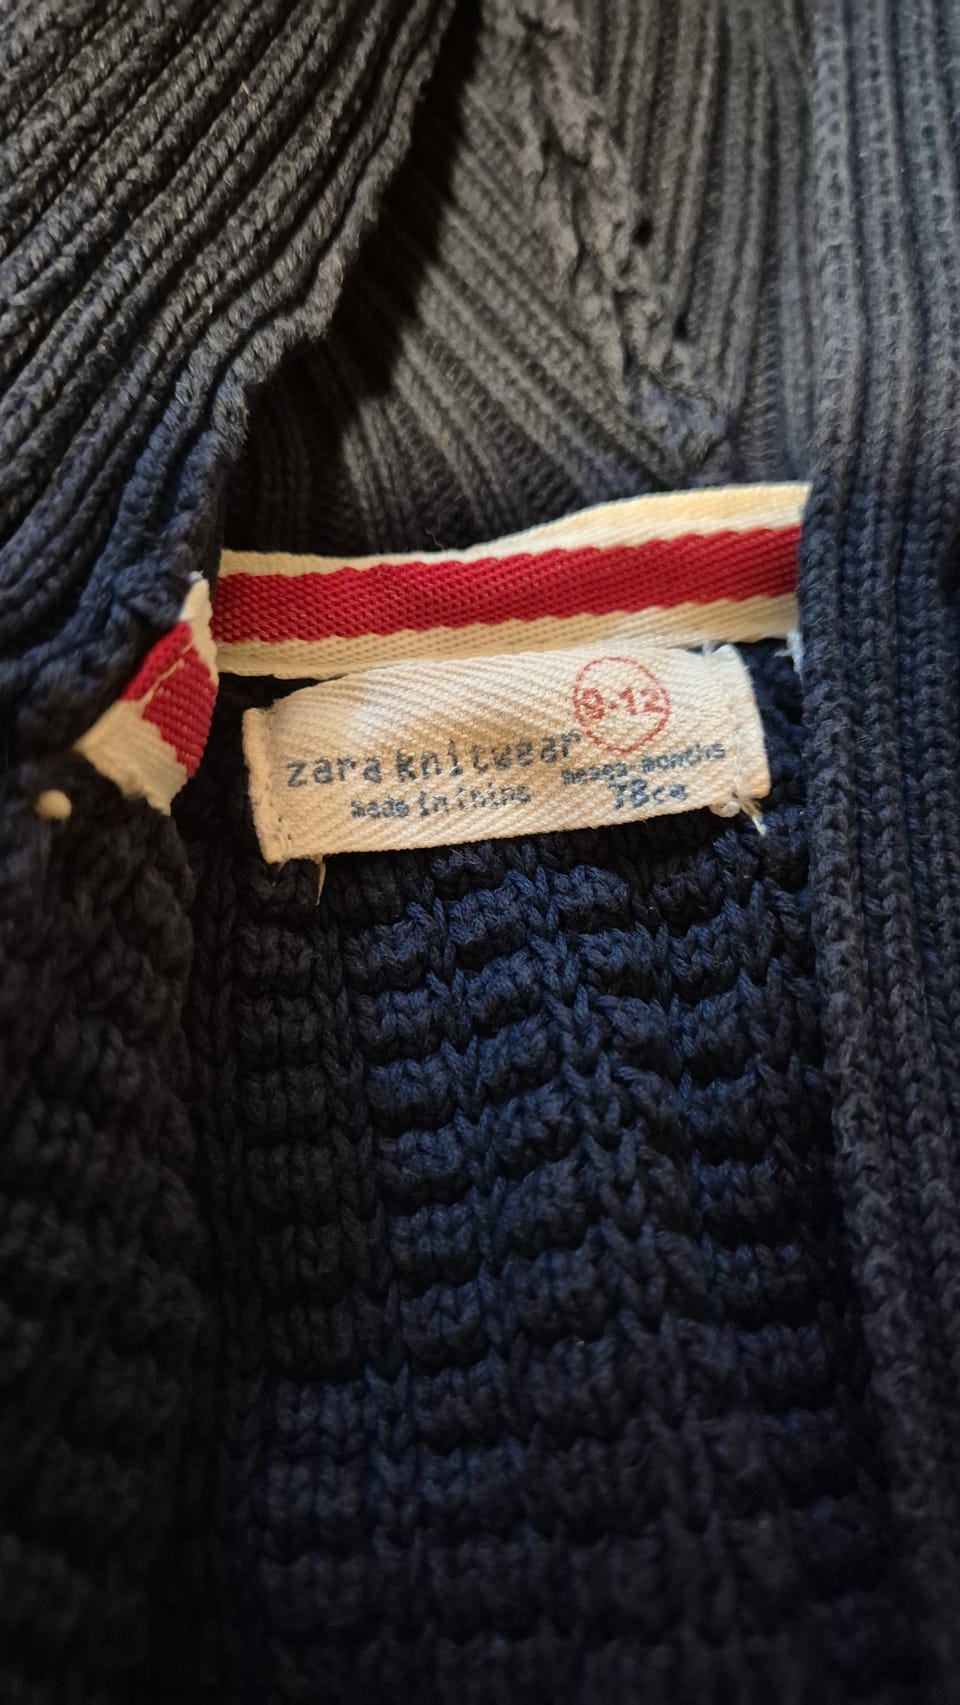 9-12
zara knitwear
meses-months
made in china
78cm